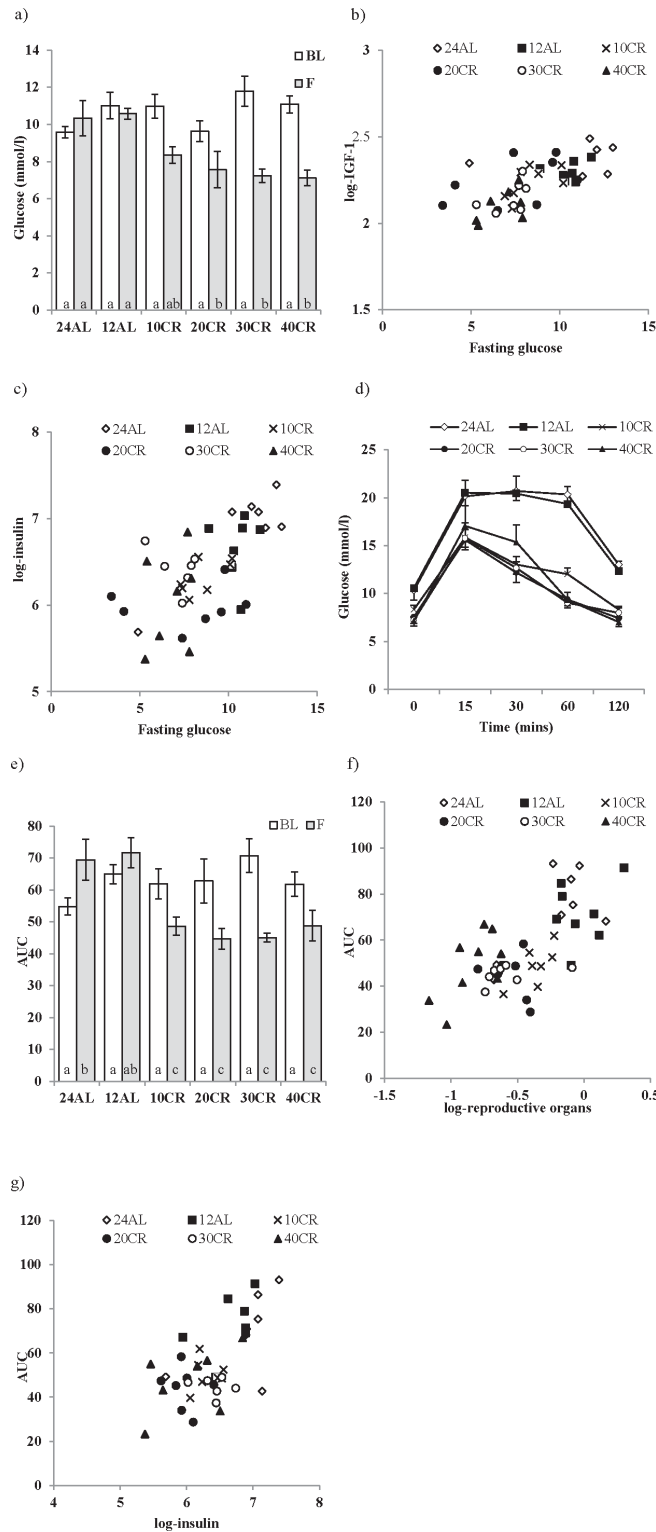 a)
BL
F
14
12
10
8
6
4
2
0
Glucose (mmol/l)
a a a a a ab a b a b a b
24AL 12AL 10CR 20CR 30CR 40CR
b)
24AL 12AL 10CR
20CR 30CR 40CR
3
2.5
2
1.5
log-IGF-1
0 5 10 15
Fasting glucose
c)
24AL 12AL 10CR
20CR 30CR 40CR
8
7
6
5
log-insulin
0 5 10 15
Fasting glucose
d)
24AL 12AL 10CR
20CR 30CR 40CR
25
20
15
10
5
0
Glucose (mmol/l)
0 15 30 60 120
Time (mins)
e)
BL F
80
70
60
50
40
30
20
10
0
AUC
a b a ab a c a c a c a c
24AL 12AL 10CR 20CR 30CR 40CR
f)
24AL 12AL 10CR
20CR 30CR 40CR
120
100
80
60
40
20
0
AUC
-1.5 -1 -0.5 0 0.5
log-reproductive organs
g)
24AL 12AL 10CR
20CR 30CR 40CR
120
100
80
60
40
20
0
AUC
4 5 6 7 8
log-insulin